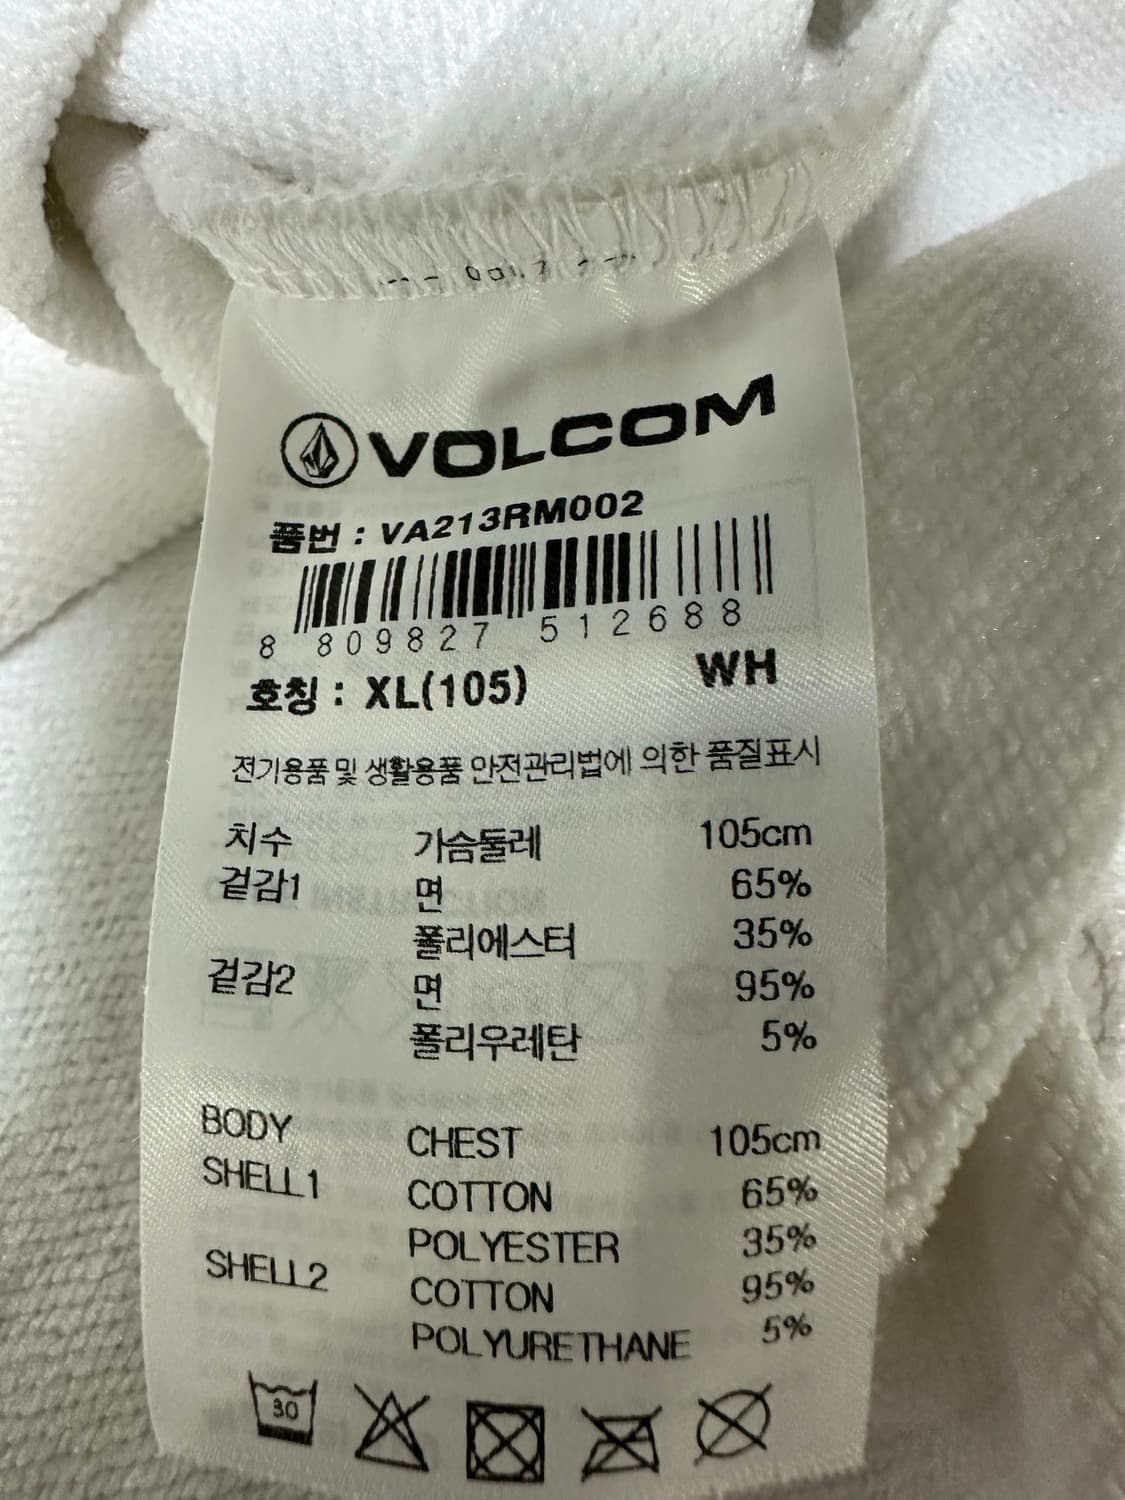 VOLCOM
품번 : VA213RM002
8 809827 512688
호칭 : XL(105) WH
전기용품 및 생활용품 안전관리법에 의한 품질표시
치수 가슴둘레 105cm
겉감1 면 65%
폴리에스터 35%
겉감2 면 95%
폴리우레탄 5%
BODY CHEST 105cm
SHELL1 COTTON 65%
POLYESTER 35%
SHELL2 COTTON 95%
POLYURETHANE 5%
30